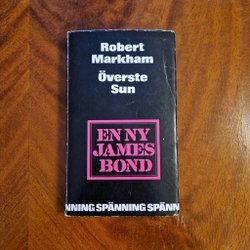 Robert
Markham
Överste
Sun
EN NY
JAMES
BOND
NNING SPÄNNING SPÄNN